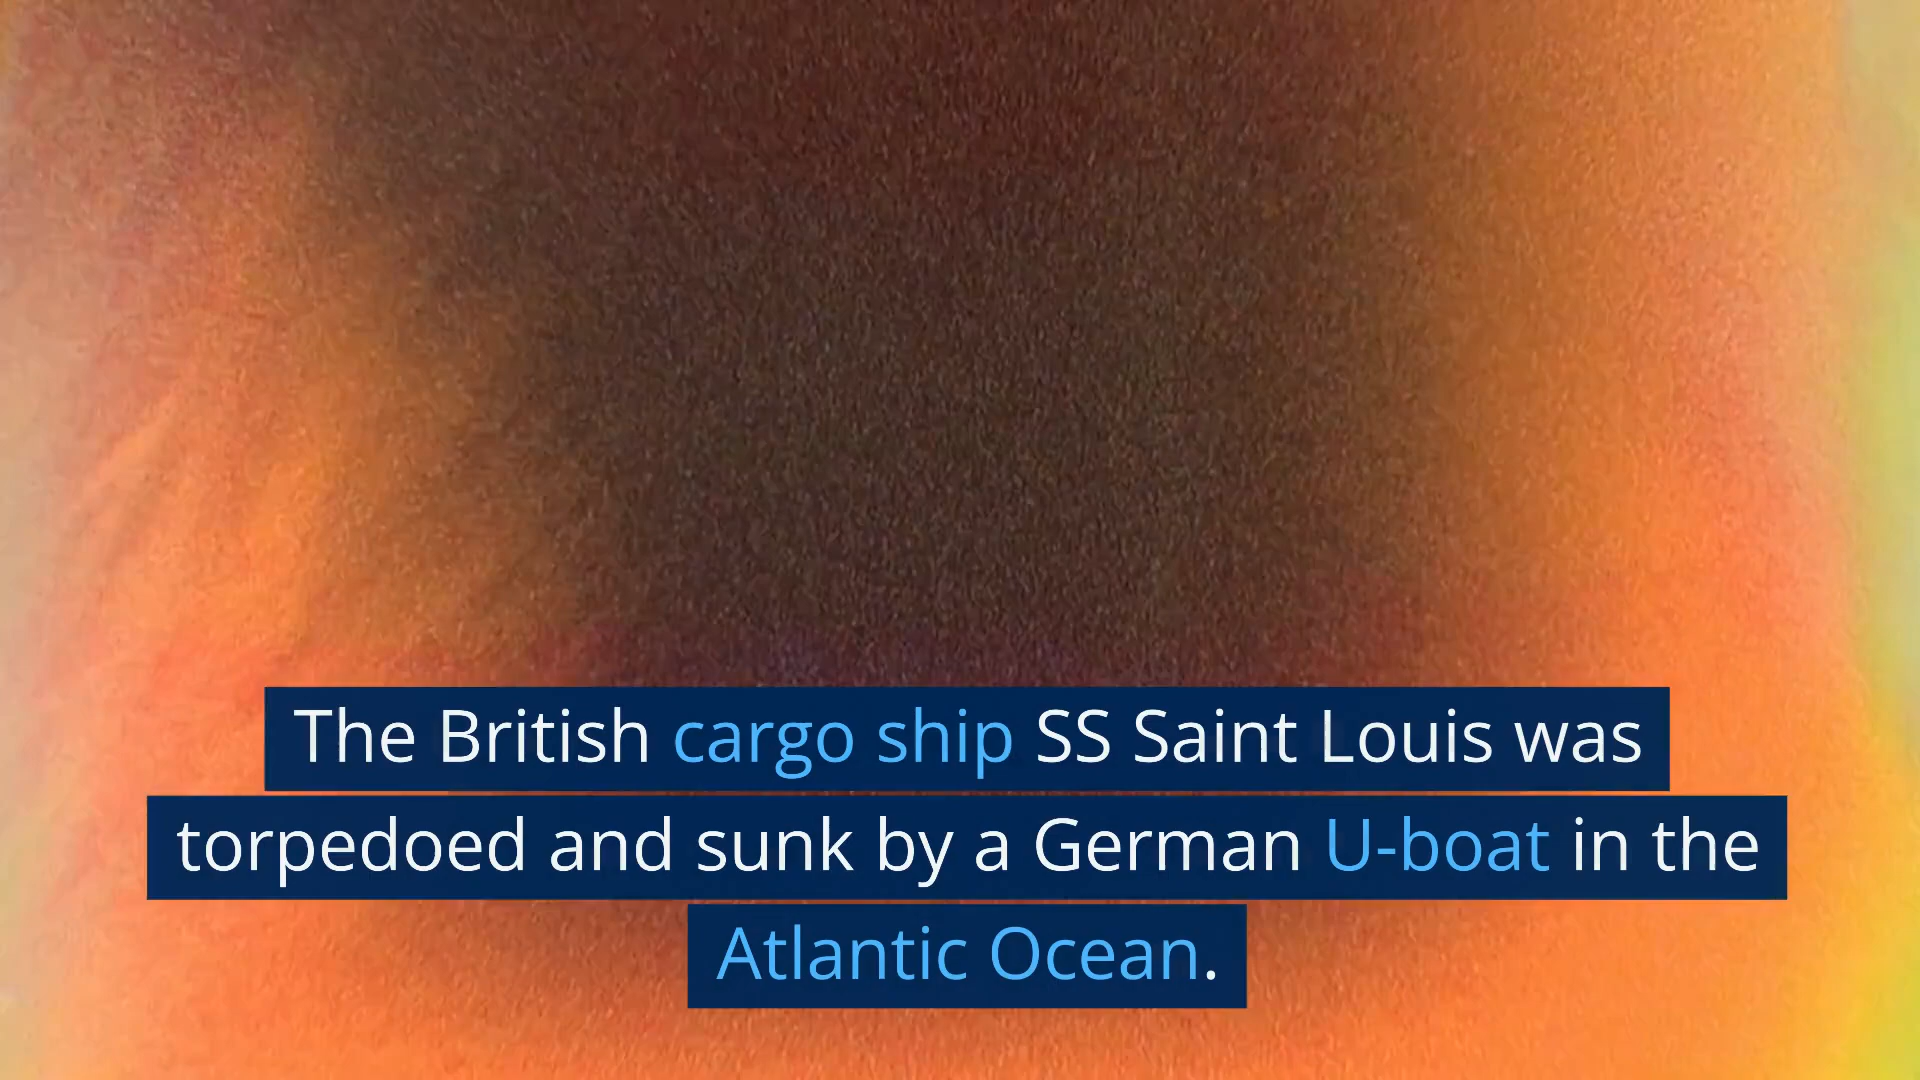 The British cargo ship SS Saint Louis was
torpedoed and sunk by a German U-boat in the
Atlantic Ocean.